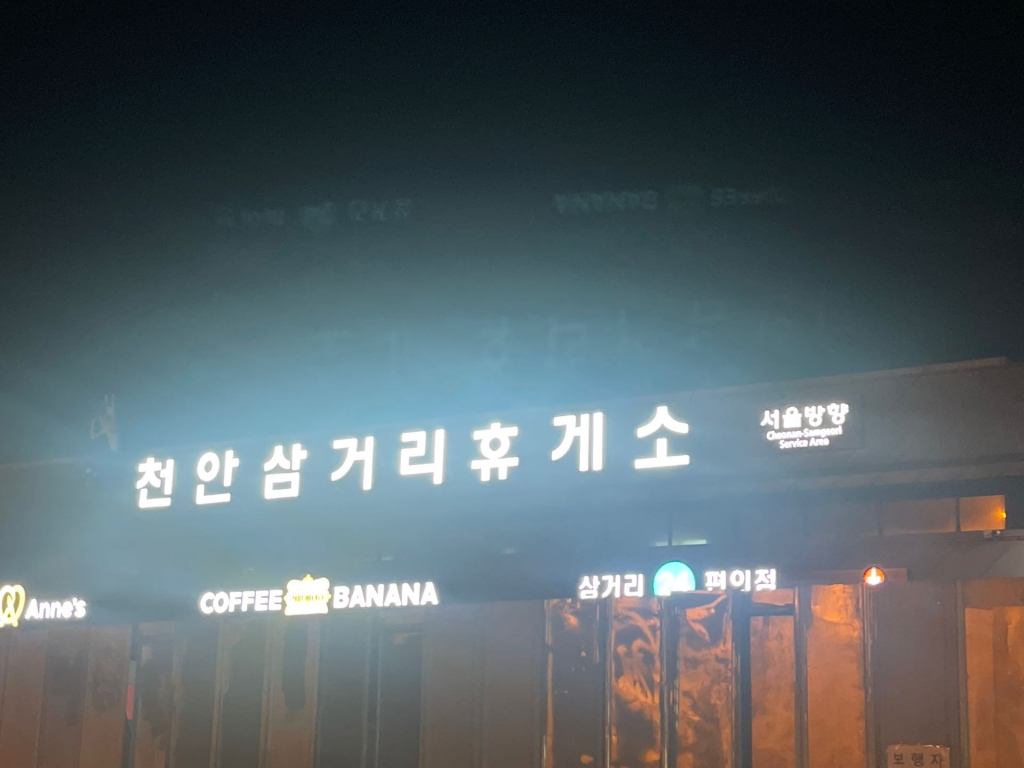 천안삼거리휴게소
서울방향
Cheonan-Samgeori
Service Area
Anne's
COFFEE BANANA
삼거리 24 편의점
보행자